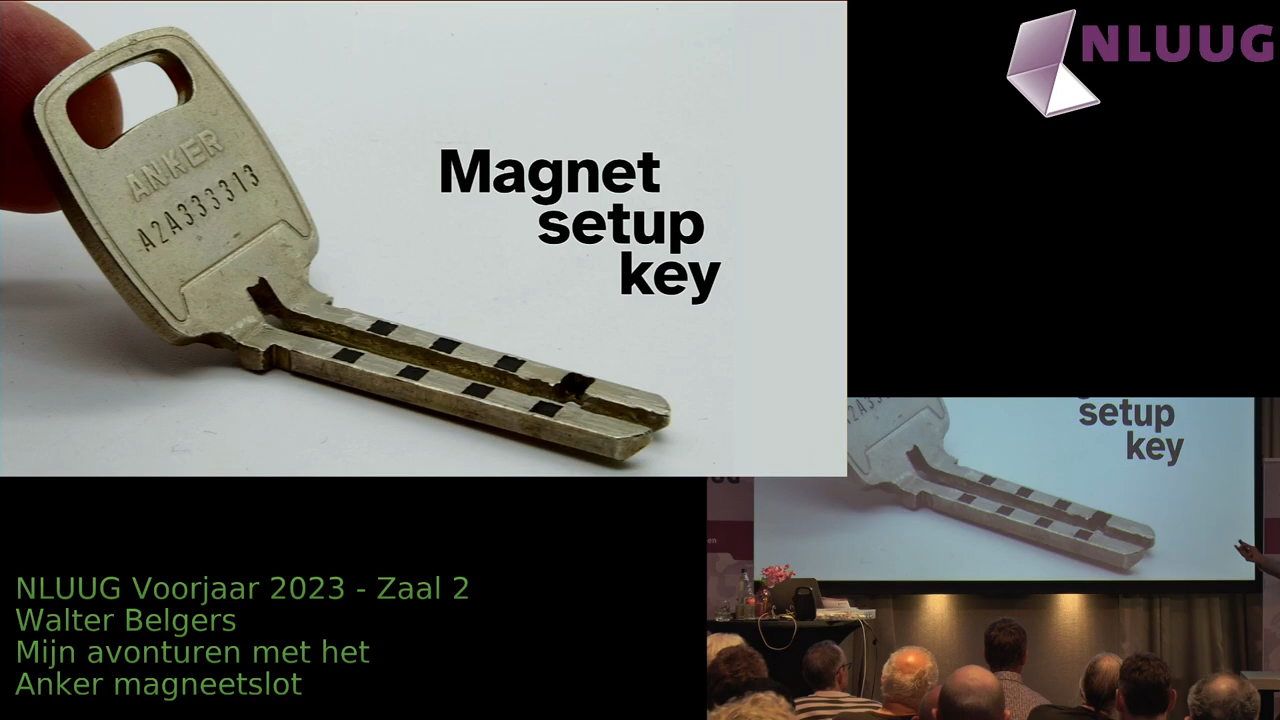 NLUUG
ANKER
A2A333313
Magnet
setup
key
setup
key
NLUUG Voorjaar 2023 - Zaal 2
Walter Belgers
Mijn avonturen met het
Anker magneetslot